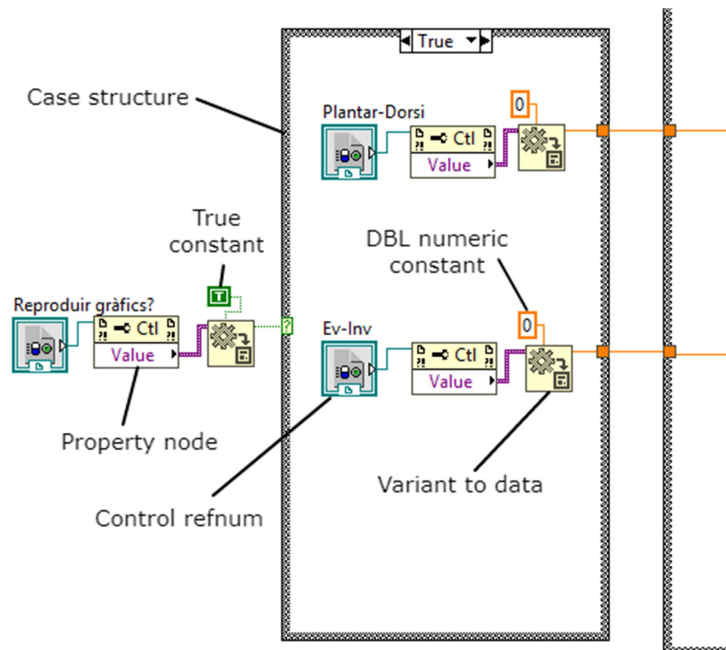 True
Case structure
Plantar-Dorsi
0
Ctl
Value
True
constant
T
DBL numeric
constant
Reproduir gràfics?
Ctl
Value
?
Ev-Inv
0
Ctl
Value
Property node
Variant to data
Control refnum